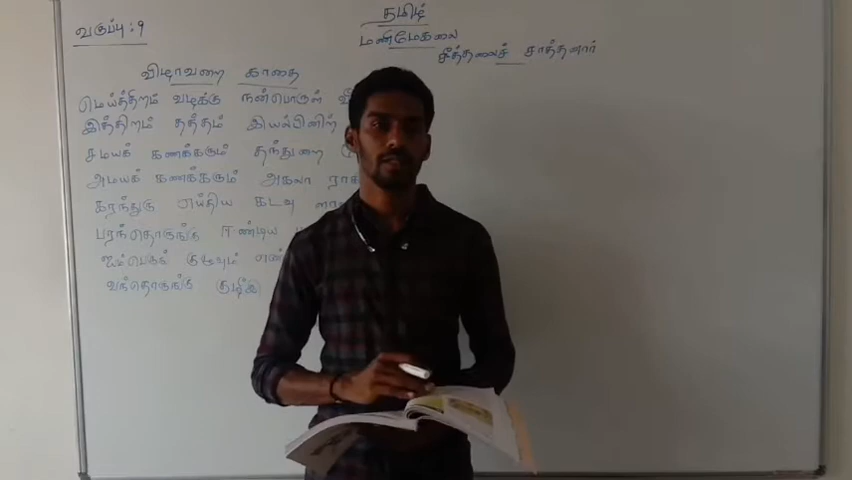 வகுப்பு : 9
தமிழ்
மணிமேகலை
சீத்தலைச் சாத்தனார்
விழாவறை காதை
மெய்த்திறம் வழக்கு நன்பொருள்
இத்திறம் தத்தம் இயல்பினிற்
சமயக் கணக்கரும் தந்துறை
அமயக் கணக்கரும் அகலா ராகி
கரந்துரு எய்திய கடவு
பரந்தொருங்கு ஈண்டிய
ஐம்பெருங் குழுவும் எண்
வந்தொருங்கு குழீஇ